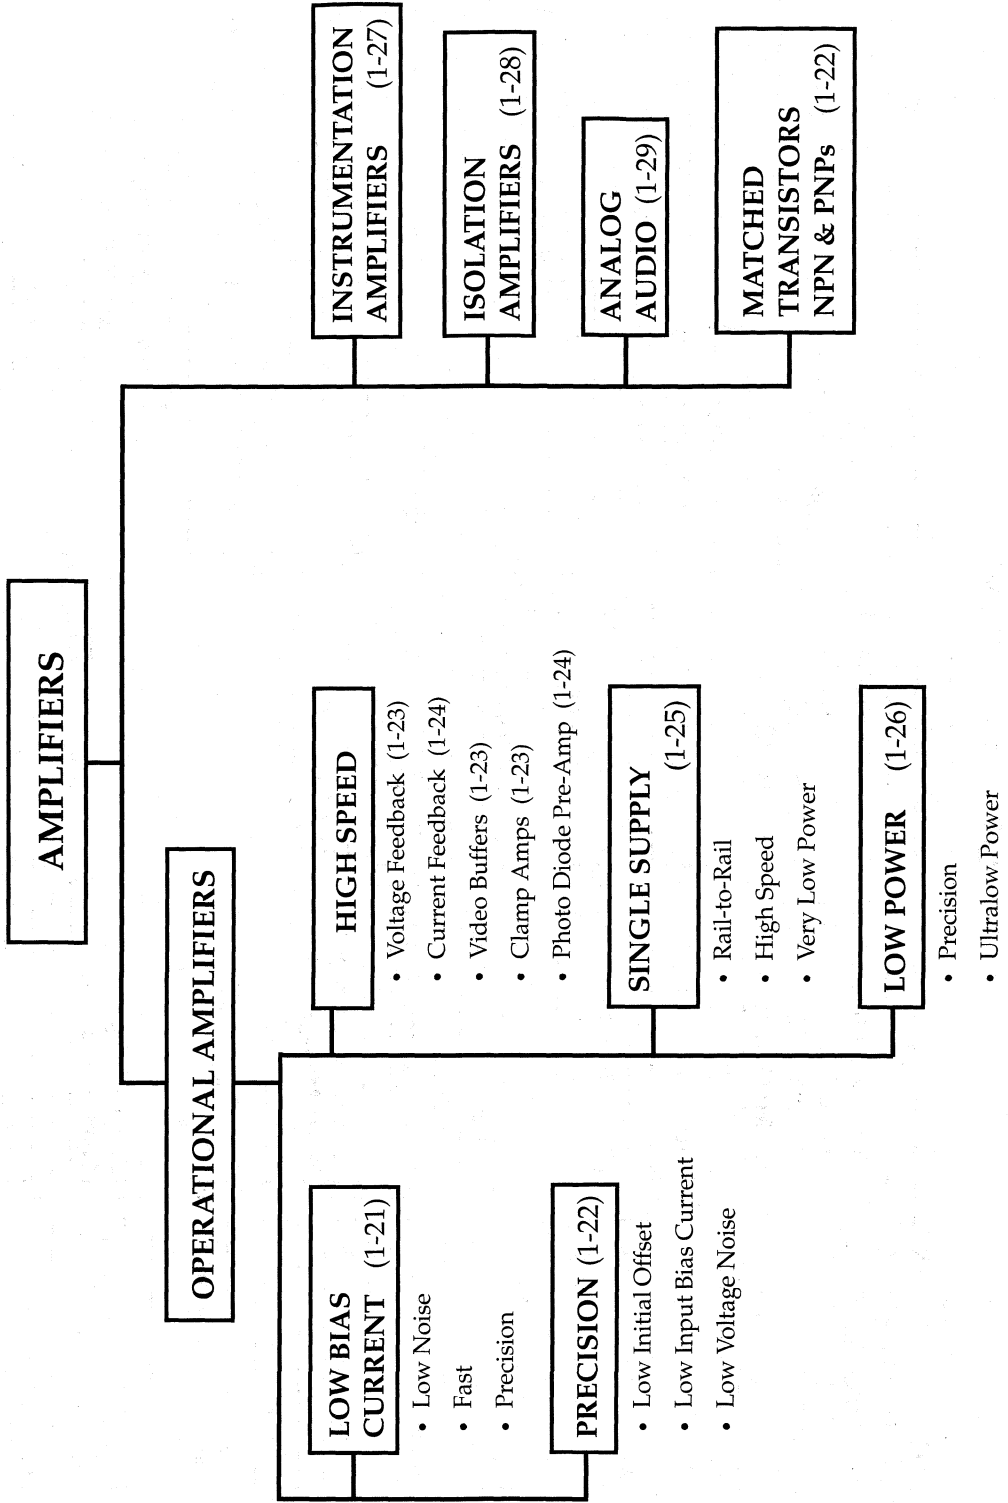 AMPLIFIERS
OPERATIONAL AMPLIFIERS
LOW BIAS
CURRENT (1-21)
• Low Noise
• Fast
• Precision
PRECISION (1-22)
• Low Initial Offset
• Low Input Bias Current
• Low Voltage Noise
HIGH SPEED
• Voltage Feedback (1-23)
• Current Feedback (1-24)
• Video Buffers (1-23)
• Clamp Amps (1-23)
• Photo Diode Pre-Amp (1-24)
SINGLE SUPPLY
(1-25)
• Rail-to-Rail
• High Speed
• Very Low Power
LOW POWER (1-26)
• Precision
• Ultralow Power
INSTRUMENTATION
AMPLIFIERS (1-27)
ISOLATION
AMPLIFIERS (1-28)
ANALOG
AUDIO (1-29)
MATCHED
TRANSISTORS
NPN & PNPs (1-22)